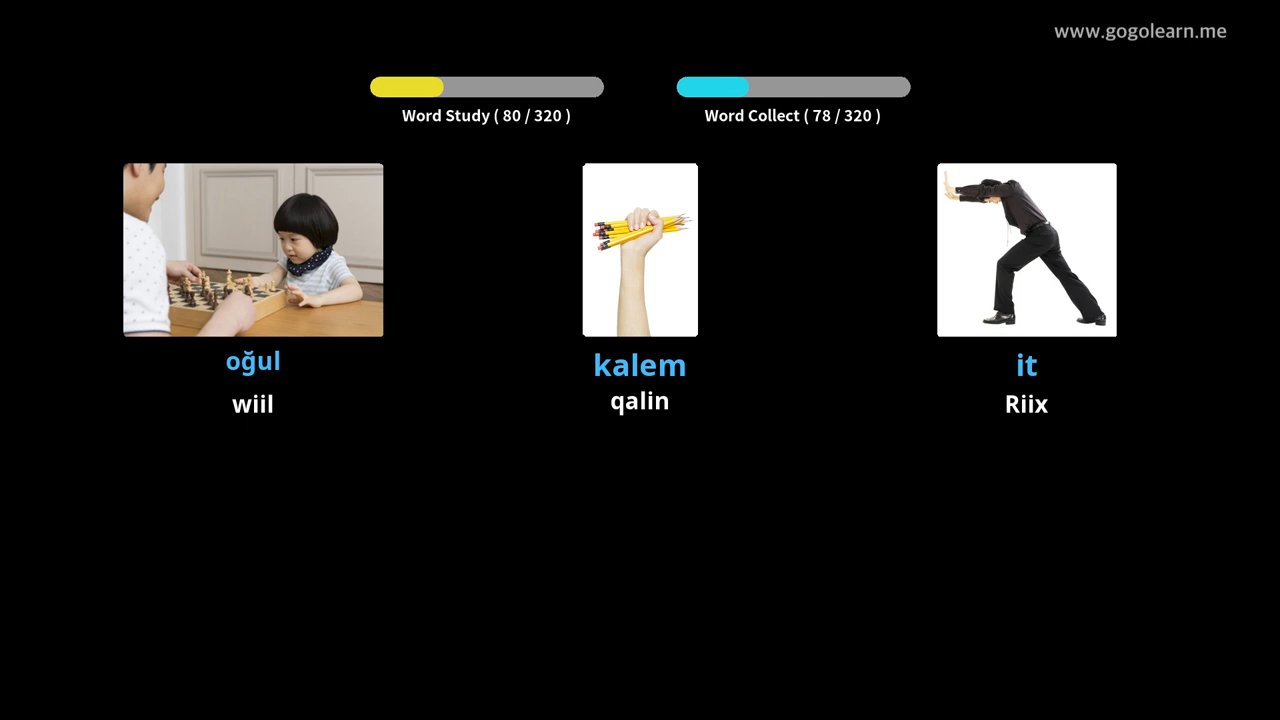 www.gogolearn.me
Word Study ( 80 / 320 )
Word Collect ( 78 / 320 )
oğul
kalem
it
wiil
qalin
Riix